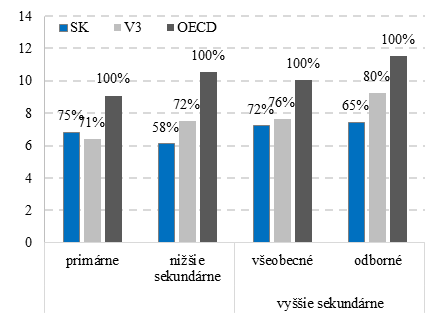 14
12
10
8
6
4
2
0
SK V3 OECD
75% 71% 100%
58% 72% 100%
72% 76% 100%
65% 80% 100%
primárne
nižšie
sekundárne
všeobecné
odborné
vyššie sekundárne